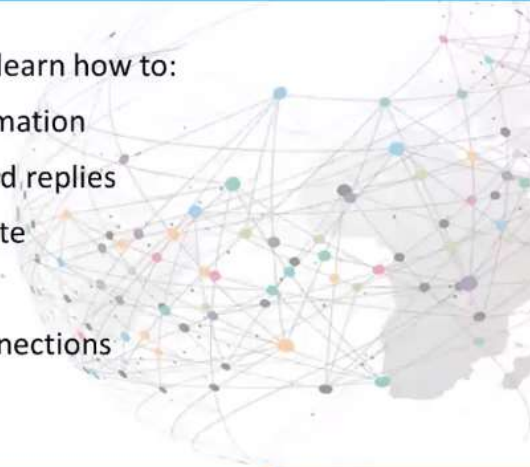 learn how to:
mation
d replies
te
nections